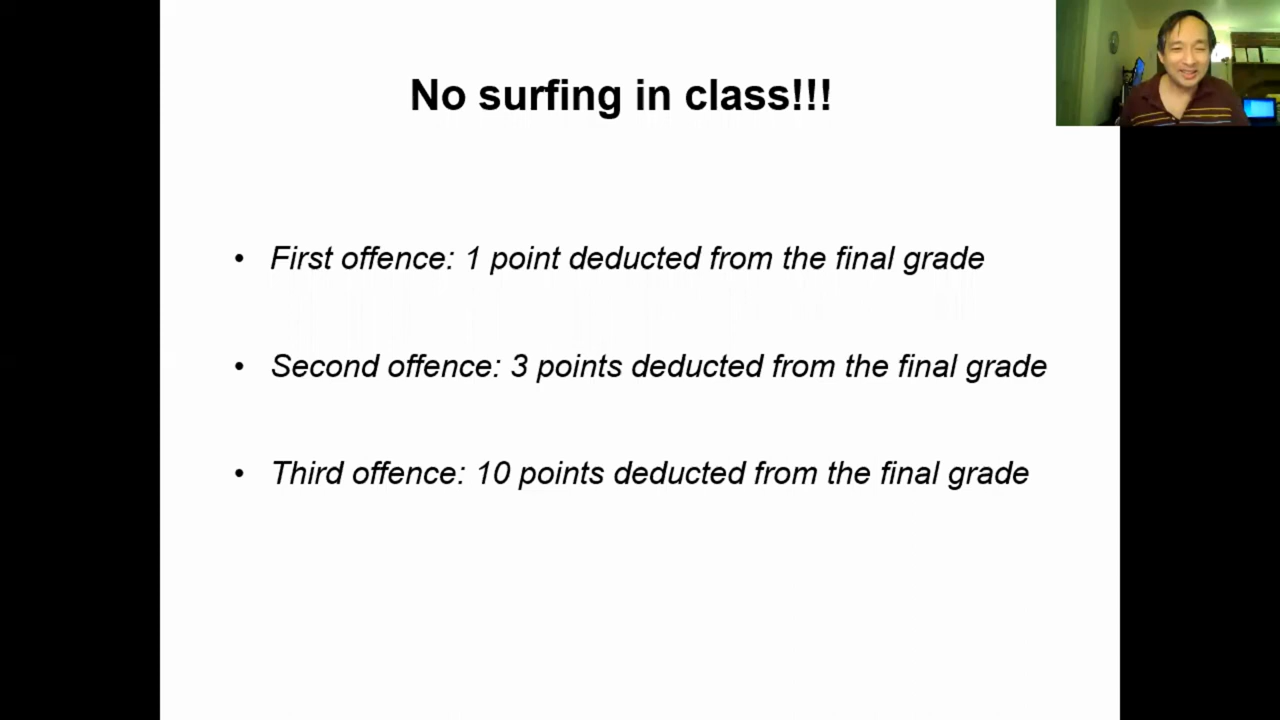 No surfing in class!!!
• First offence: 1 point deducted from the final grade
• Second offence: 3 points deducted from the final grade
• Third offence: 10 points deducted from the final grade